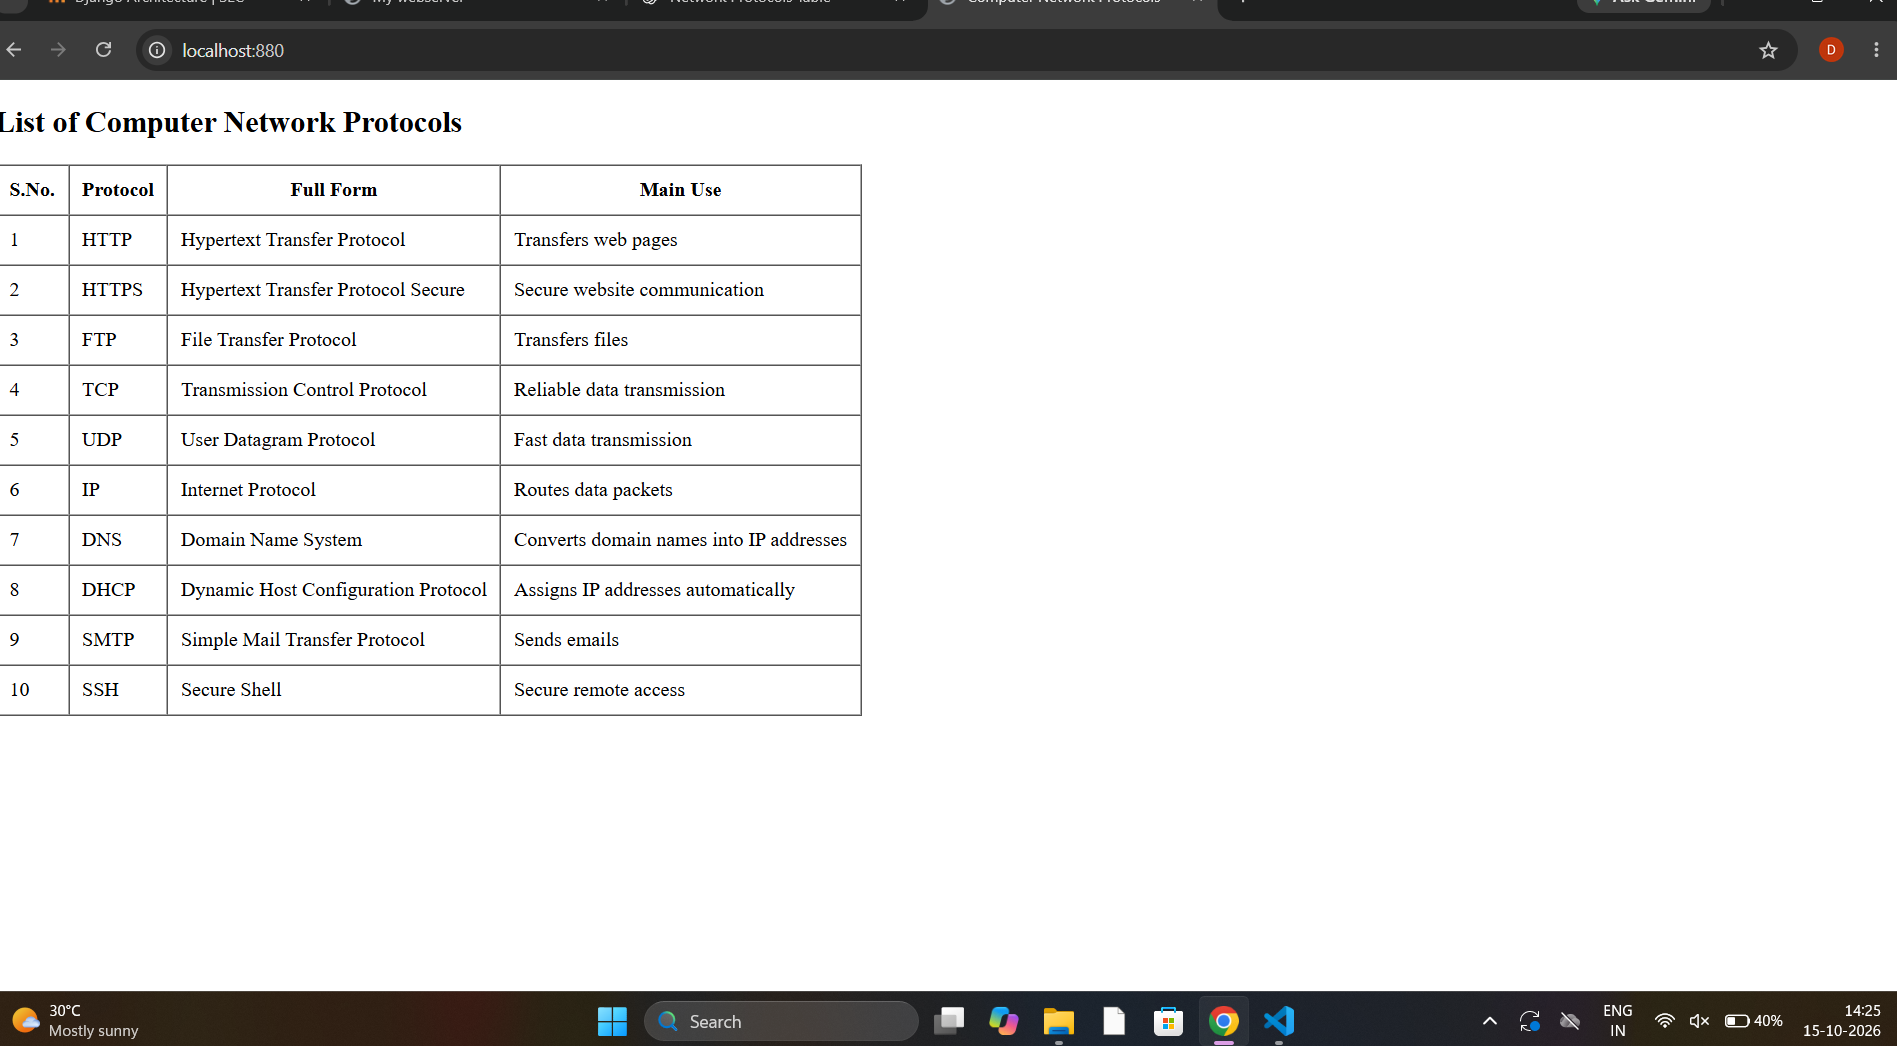 localhost:880
D
List of Computer Network Protocols
S.No. Protocol Full Form Main Use
1 HTTP Hypertext Transfer Protocol Transfers web pages
2 HTTPS Hypertext Transfer Protocol Secure Secure website communication
3 FTP File Transfer Protocol Transfers files
4 TCP Transmission Control Protocol Reliable data transmission
5 UDP User Datagram Protocol Fast data transmission
6 IP Internet Protocol Routes data packets
7 DNS Domain Name System Converts domain names into IP addresses
8 DHCP Dynamic Host Configuration Protocol Assigns IP addresses automatically
9 SMTP Simple Mail Transfer Protocol Sends emails
10 SSH Secure Shell Secure remote access
30°C
Mostly sunny
Search
ENG
IN
40%
14:25
15-10-2026